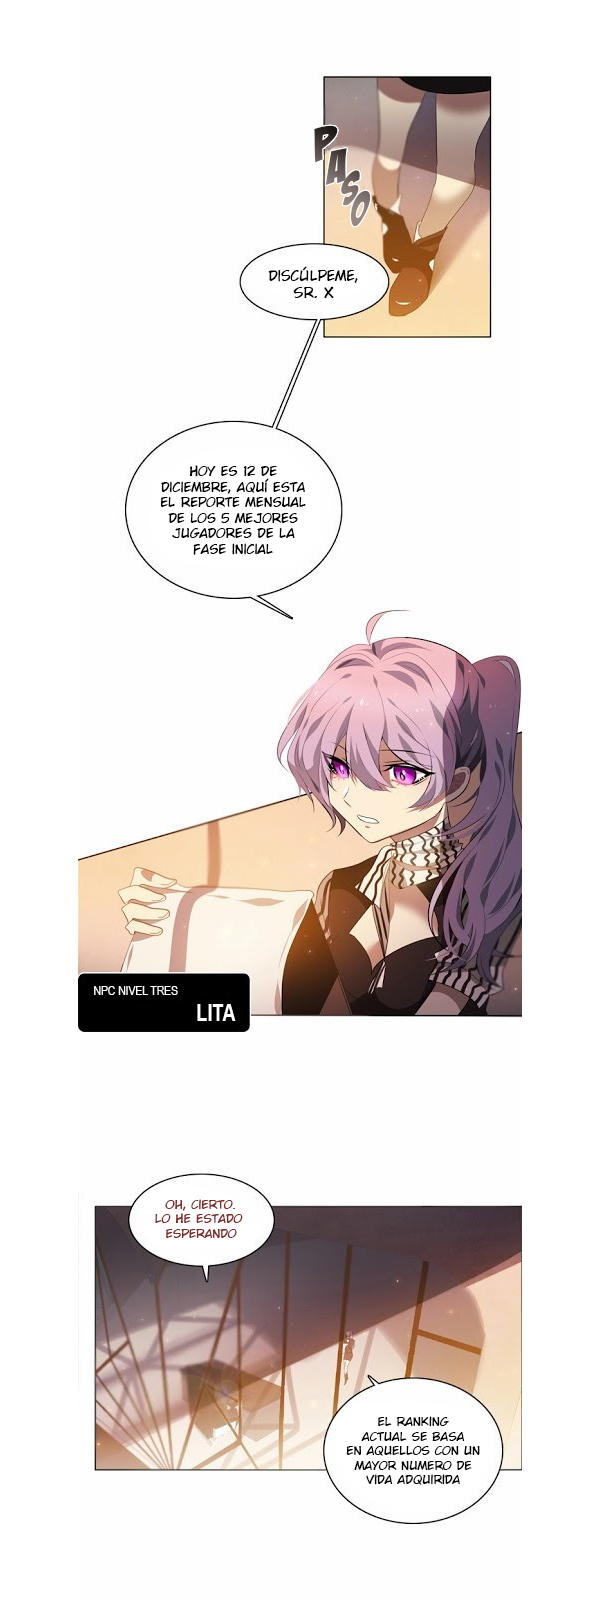 PASO
DISCÚLPEME,
SR. X
HOY ES 12 DE
DICIEMBRE, AQUÍ ESTA
EL REPORTE MENSUAL
DE LOS 5 MEJORES
JUGADORES DE LA
FASE INICIAL
NPC NIVEL TRES
LITA
OH, CIERTO.
LO HE ESTADO
ESPERANDO
EL RANKING
ACTUAL SE BASA
EN AQUELLOS CON UN
MAYOR NUMERO DE
VIDA ADQUIRIDA